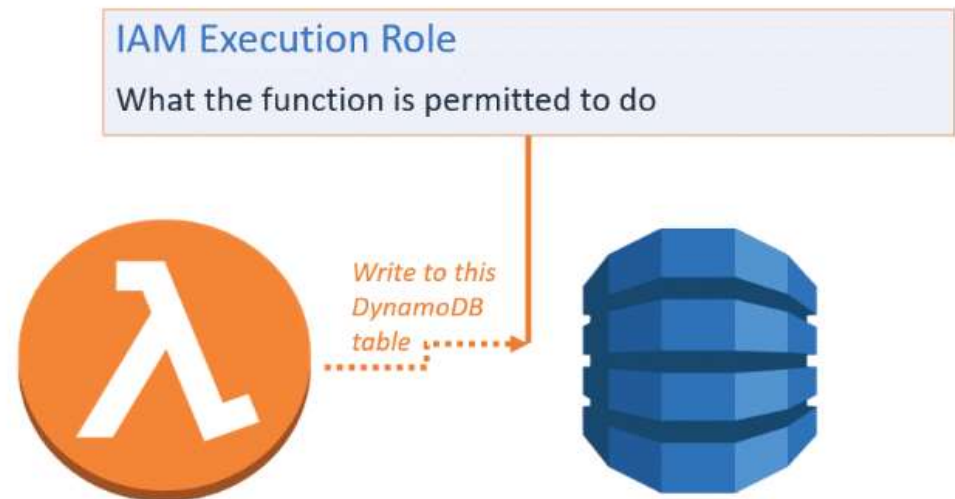 IAM Execution Role
What the function is permitted to do
Write to this
DynamoDB
table